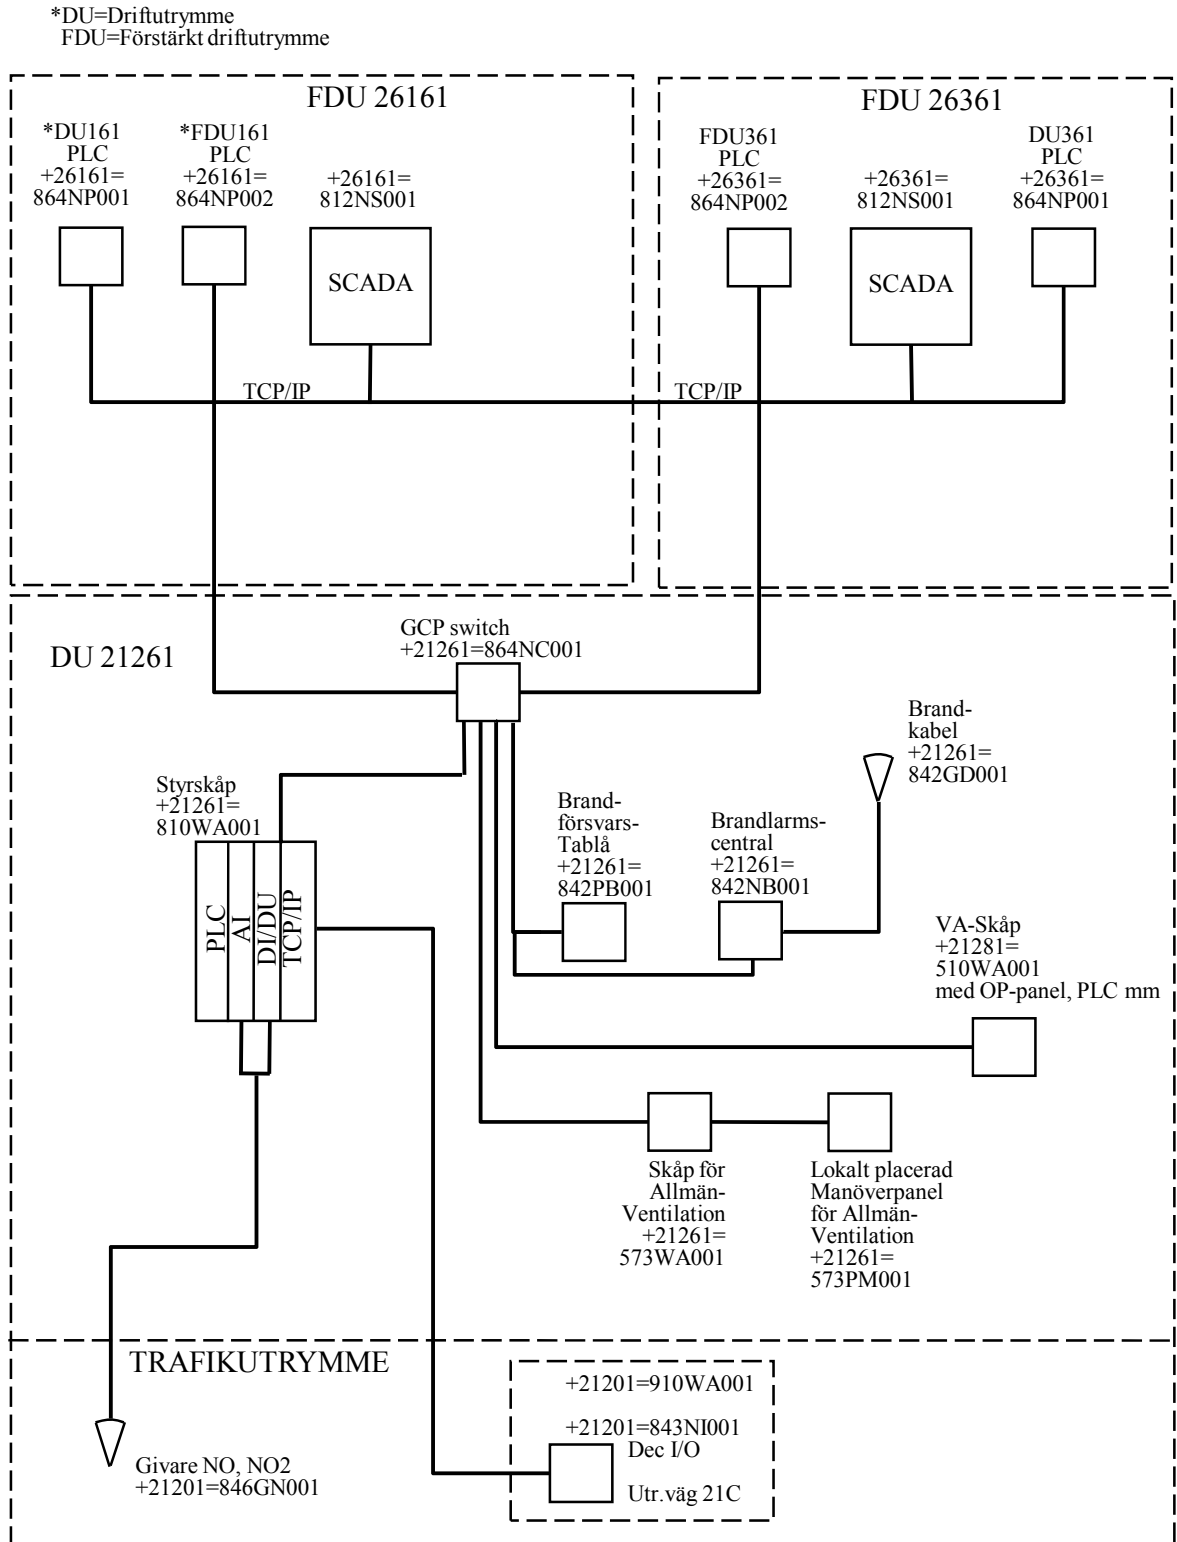 *DU=Driftutrymme
FDU=Förstärkt driftutrymme
FDU 26161
*DU161
PLC
+26161=
864NP001
*FDU161
PLC
+26161=
864NP002
+26161=
812NS001
SCADA
TCP/IP
FDU 26361
FDU361
PLC
+26361=
864NP002
+26361=
812NS001
SCADA
DU361
PLC
+26361=
864NP001
TCP/IP
DU 21261
GCP switch
+21261=864NC001
Styrskåp
+21261=
810WA001
PLC
AI
DI/DU
TCP/IP
Brand-
försvars-
Tablå
+21261=
842PB001
Brandlarms-
central
+21261=
842NB001
Brand-
kabel
+21261=
842GD001
VA-Skåp
+21281=
510WA001
med OP-panel, PLC mm
Skåp för
Allmän-
Ventilation
+21261=
573WA001
Lokalt placerad
Manöverpanel
för Allmän-
Ventilation
+21261=
573PM001
TRAFIKUTRYMME
Givare NO, NO2
+21201=846GN001
+21201=910WA001
+21201=843NI001
Dec I/O
Utr.väg 21C